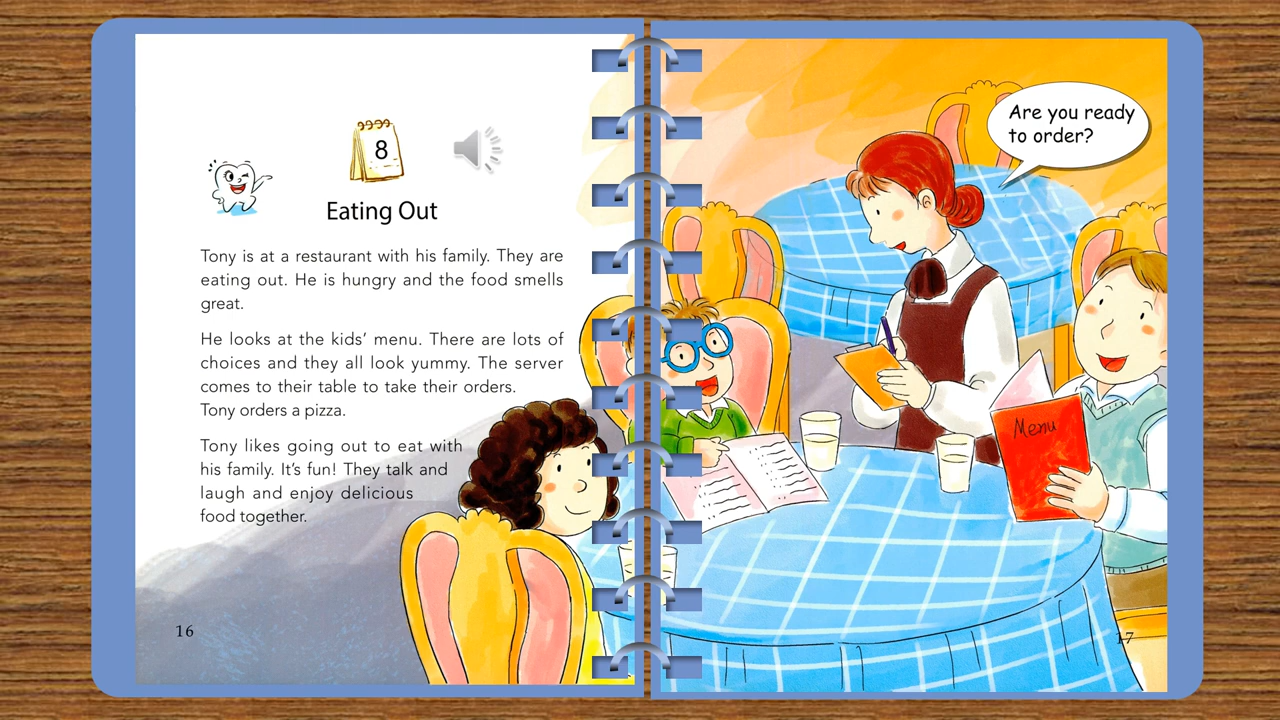 8
Eating Out
Tony is at a restaurant with his family. They are
eating out. He is hungry and the food smells
great.
He looks at the kids’ menu. There are lots of
choices and they all look yummy. The server
comes to their table to take their orders.
Tony orders a pizza.
Tony likes going out to eat with
his family. It’s fun! They talk and
laugh and enjoy delicious
food together.
16
Are you ready
to order?
Menu
17